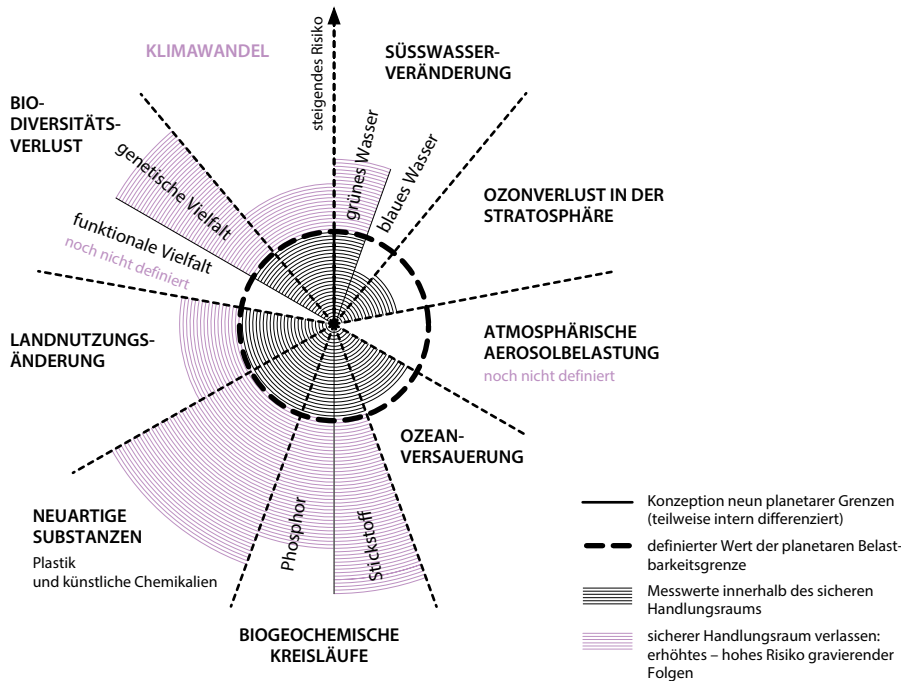 KLIMAWANDEL
steigendes Risiko
SÜSSWASSER-
VERÄNDERUNG
BIO-
DIVERSITÄTS-
VERLUST
genetische Vielfalt
funktionale Vielfalt
noch nicht definiert
grünes Wasser
blaues Wasser
OZONVERLUST IN DER
STRATOSPHÄRE
LANDNUTZUNGS-
ÄNDERUNG
ATMOSPHÄRISCHE
AEROSOLBELASTUNG
noch nicht definiert
OZEAN-
VERSAUERUNG
NEUARTIGE
SUBSTANZEN
Plastik
und künstliche Chemikalien
Phosphor
Stickstoff
BIOGEOCHEMISCHE
KREISLÄUFE
Konzeption neun planetarer Grenzen
(teilweise intern differenziert)
definierter Wert der planetaren Belast-
barkeitsgrenze
Messwerte innerhalb des sicheren
Handlungsraums
sicherer Handlungsraum verlassen:
erhöhtes – hohes Risiko gravierender
Folgen